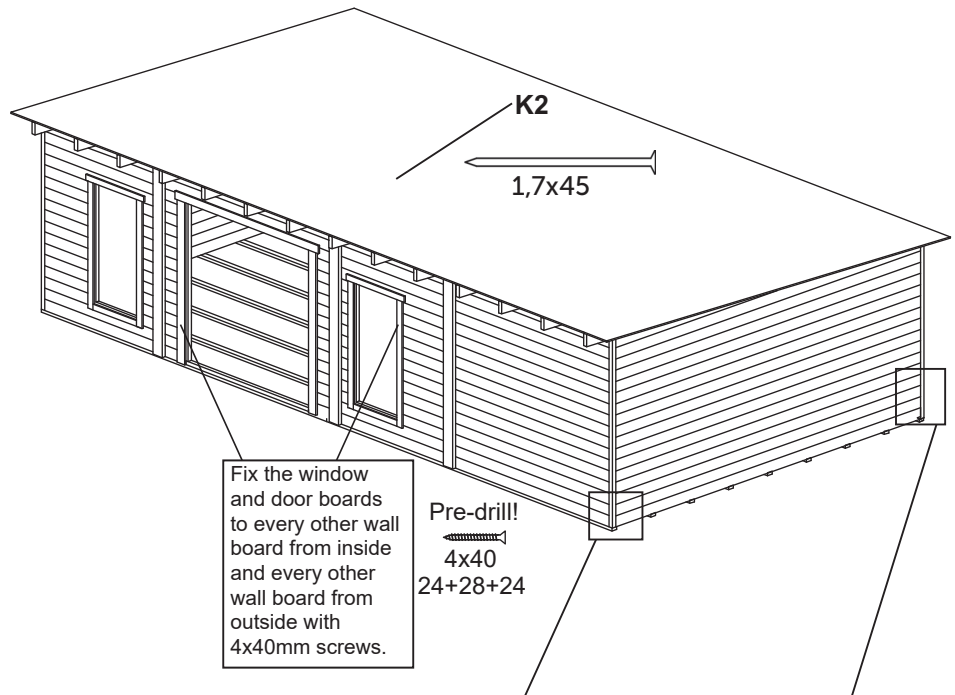 K2
1,7x45
Fix the window
and door boards
to every other wall
board from inside
and every other
wall board from
outside with
4x40mm screws.
Pre-drill!
4x40
24+28+24